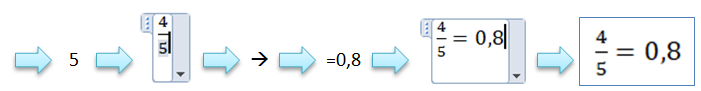 5 4/5 → =0,8 4/5 = 0,8 4/5 = 0,8